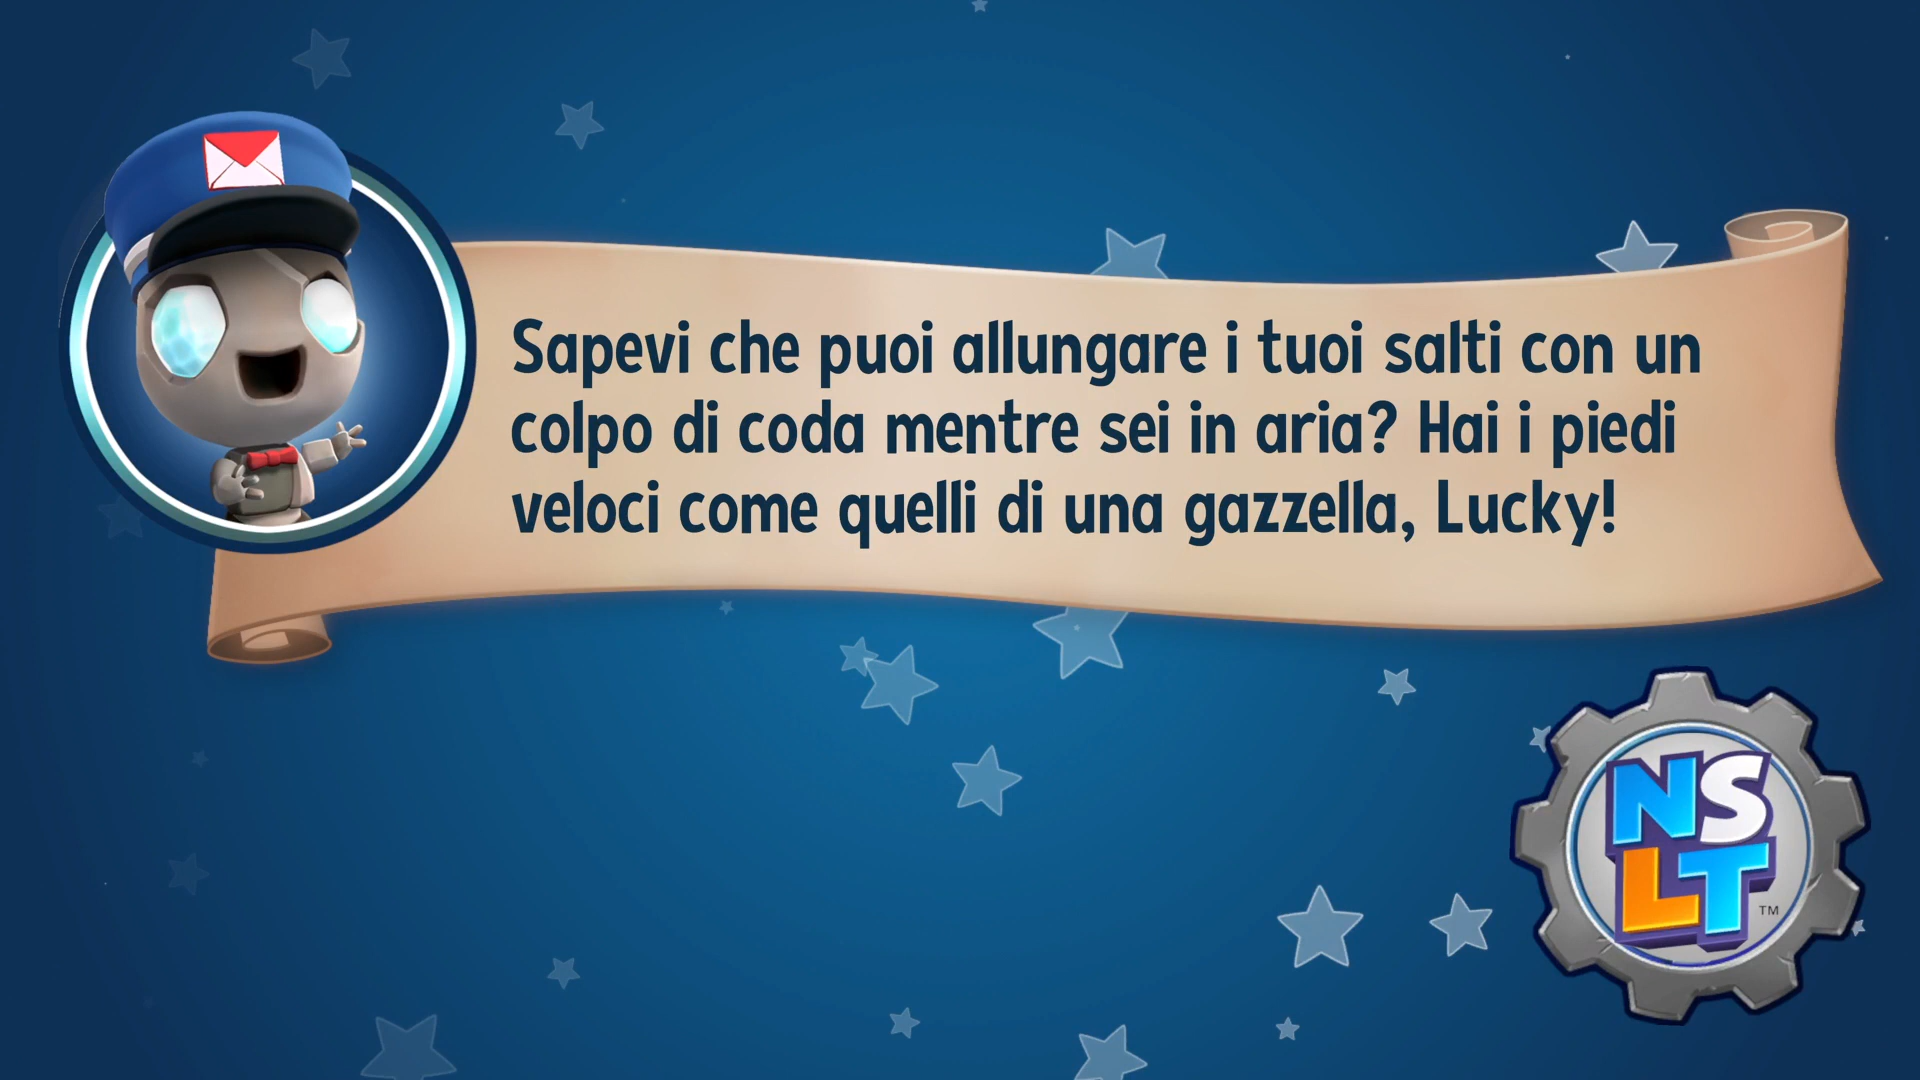 Sapevi che puoi allungare i tuoi salti con un
colpo di coda mentre sei in aria? Hai i piedi
veloci come quelli di una gazzella, Lucky!
NS
LT
TM